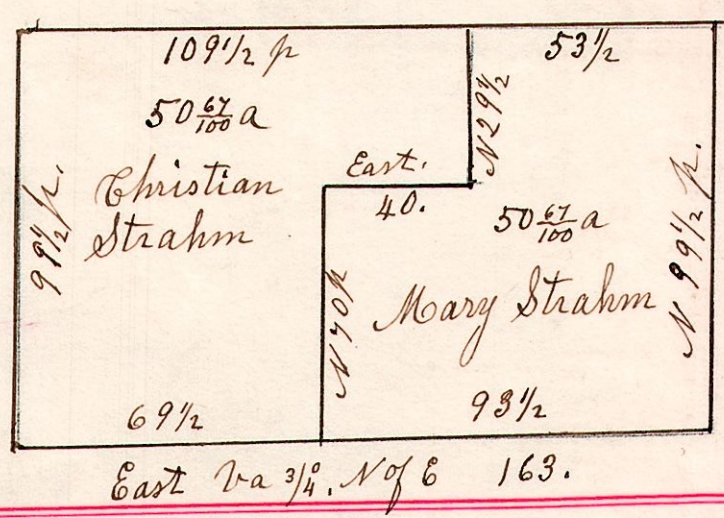 109½ p
50 67/100 a
Christian
Strahm
99½ p.
69½
53½
N 29½
East.
40.
50 67/100 a
Mary Strahm
N 70 p
N 99½ p.
93½
East Va ¾°. N of E 163.